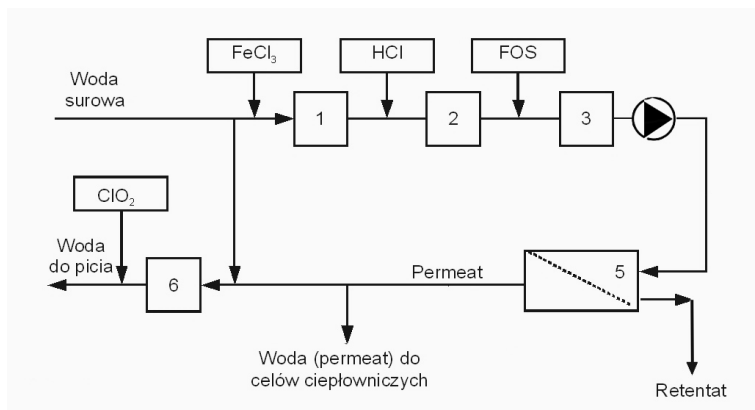 FeCl₃
HCl
FOS
Woda
surowa
1
2
3
ClO₂
Woda
do picia
6
Permeat
5
Woda (permeat) do
celów ciepłowniczych
Retentat